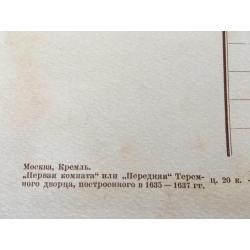 Москва, Кремль.
„Первая комната“ или „Передняя“ Терем-
ного дворца, построенного в 1635 — 1637 гг.
ц. 20 к. -